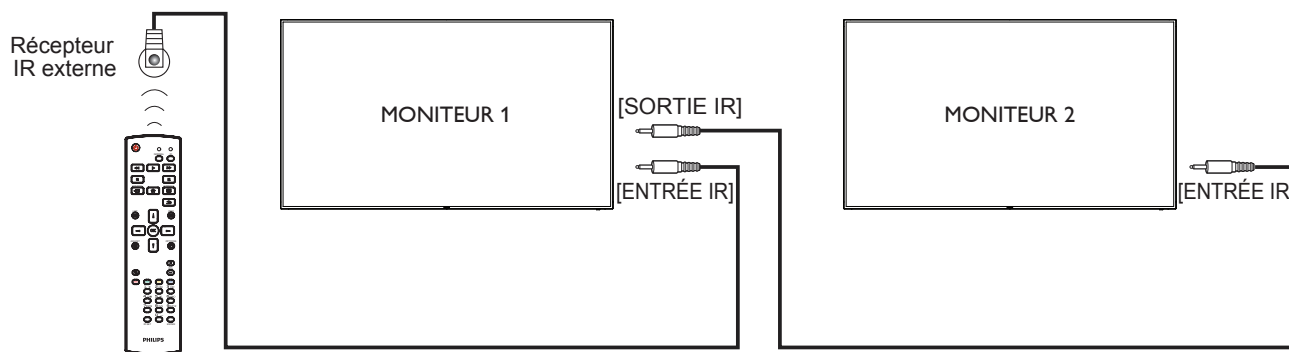 Récepteur
IR externe
MONITEUR 1
[SORTIE IR]
[ENTRÉE IR]
MONITEUR 2
[ENTRÉE IR
PHILIPS